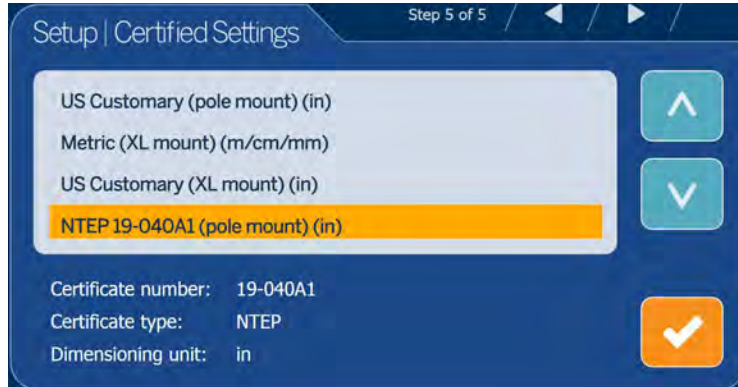 Setup | Certified Settings
Step 5 of 5
US Customary (pole mount) (in)
Metric (XL mount) (m/cm/mm)
US Customary (XL mount) (in)
NTEP 19-040A1 (pole mount) (in)
Certificate number: 19-040A1
Certificate type: NTEP
Dimensioning unit: in